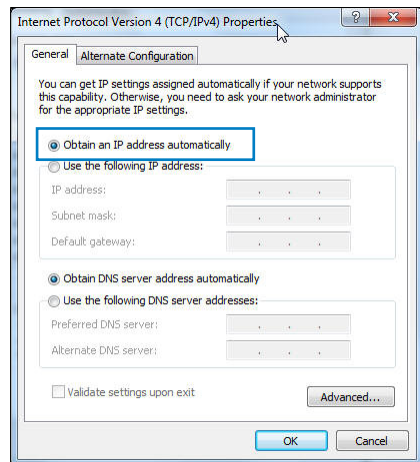 Internet Protocol Version 4 (TCP/IPv4) Properties
General
Alternate Configuration
You can get IP settings assigned automatically if your network supports
this capability. Otherwise, you need to ask your network administrator
for the appropriate IP settings.
Obtain an IP address automatically
Use the following IP address:
IP address:
Subnet mask:
Default gateway:
Obtain DNS server address automatically
Use the following DNS server addresses:
Preferred DNS server:
Alternate DNS server:
Validate settings upon exit
Advanced...
OK
Cancel